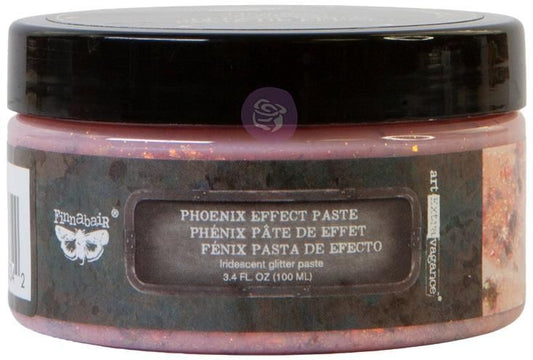 Finnabair®
PHOENIX EFFECT PASTE
PHÉNIX PÂTE DE EFFET
FÉNIX PASTA DE EFECTO
Iridescent glitter paste
3.4 FL OZ (100 ML)
art extravagance
2